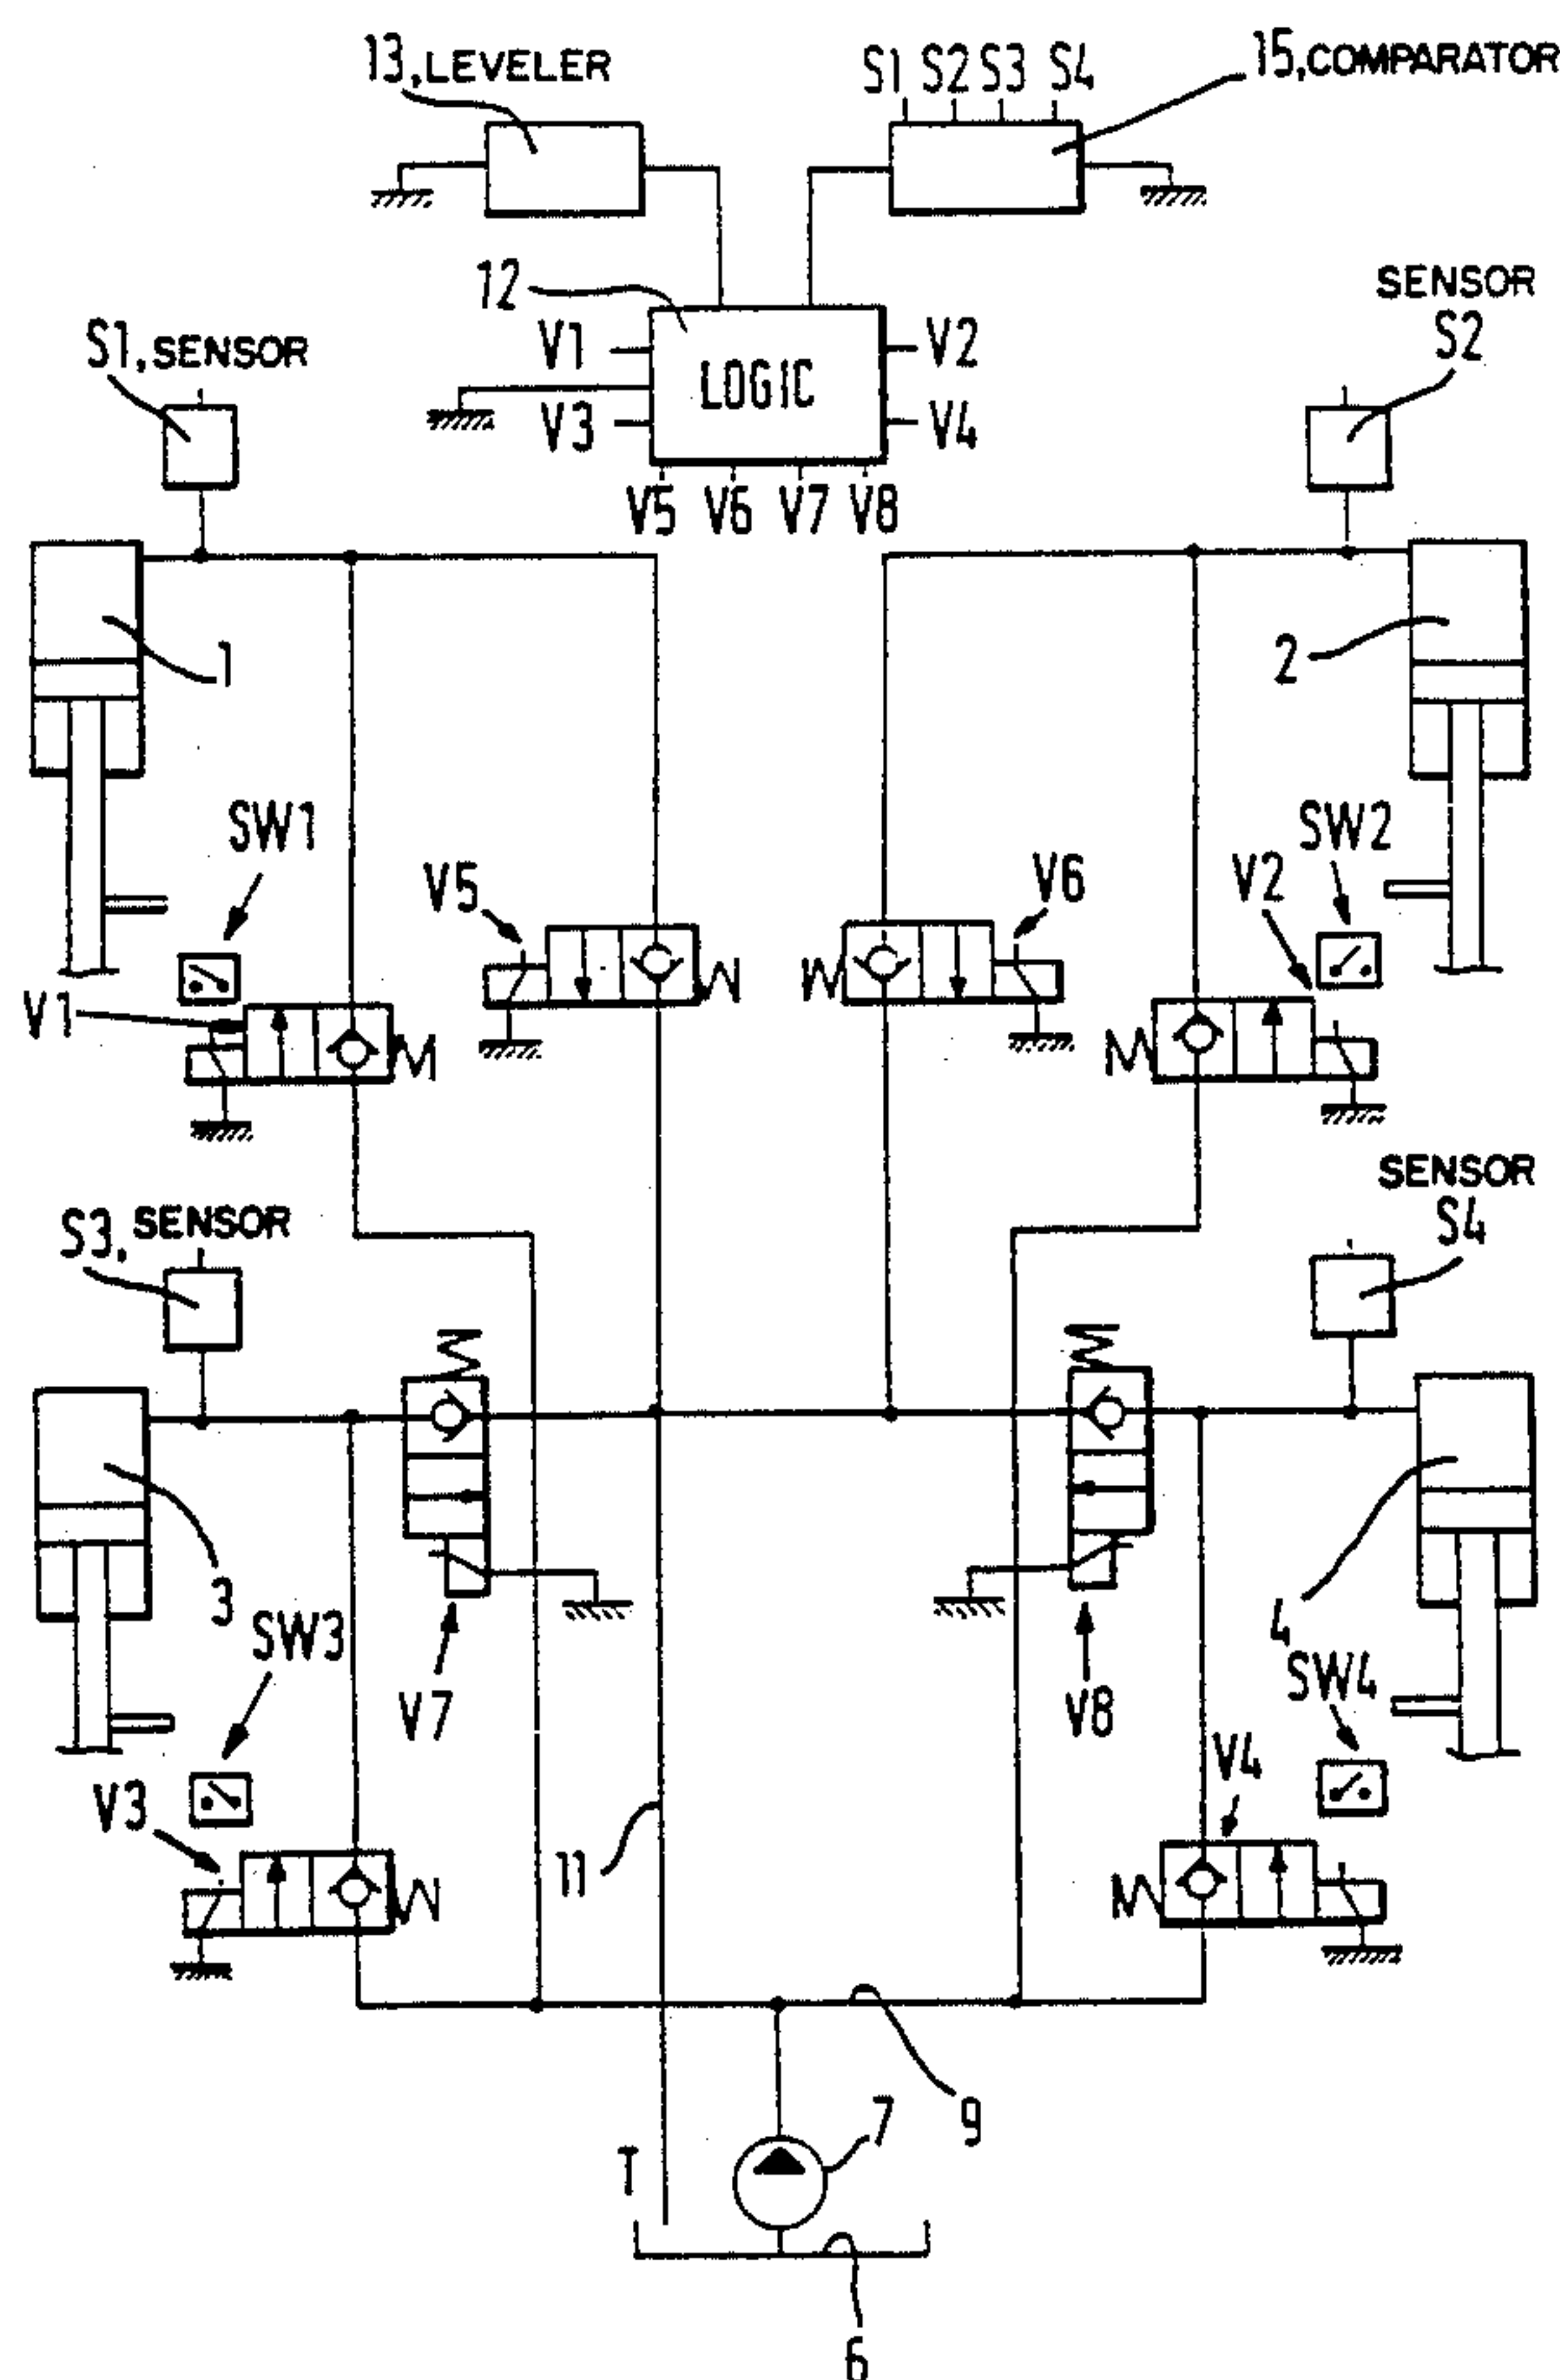 13, LEVELER
S1 S2 S3 S4
15, COMPARATOR
12
SENSOR
S2
S1, SENSOR
V1
V2
LOGIC
V3
V4
V5 V6 V7 V8
1
2
SW1
SW2
V5
V6
V2
V1
SENSOR
S4
S3, SENSOR
3
4
SW3
SW4
V7
V8
V4
V3
11
9
7
T
6